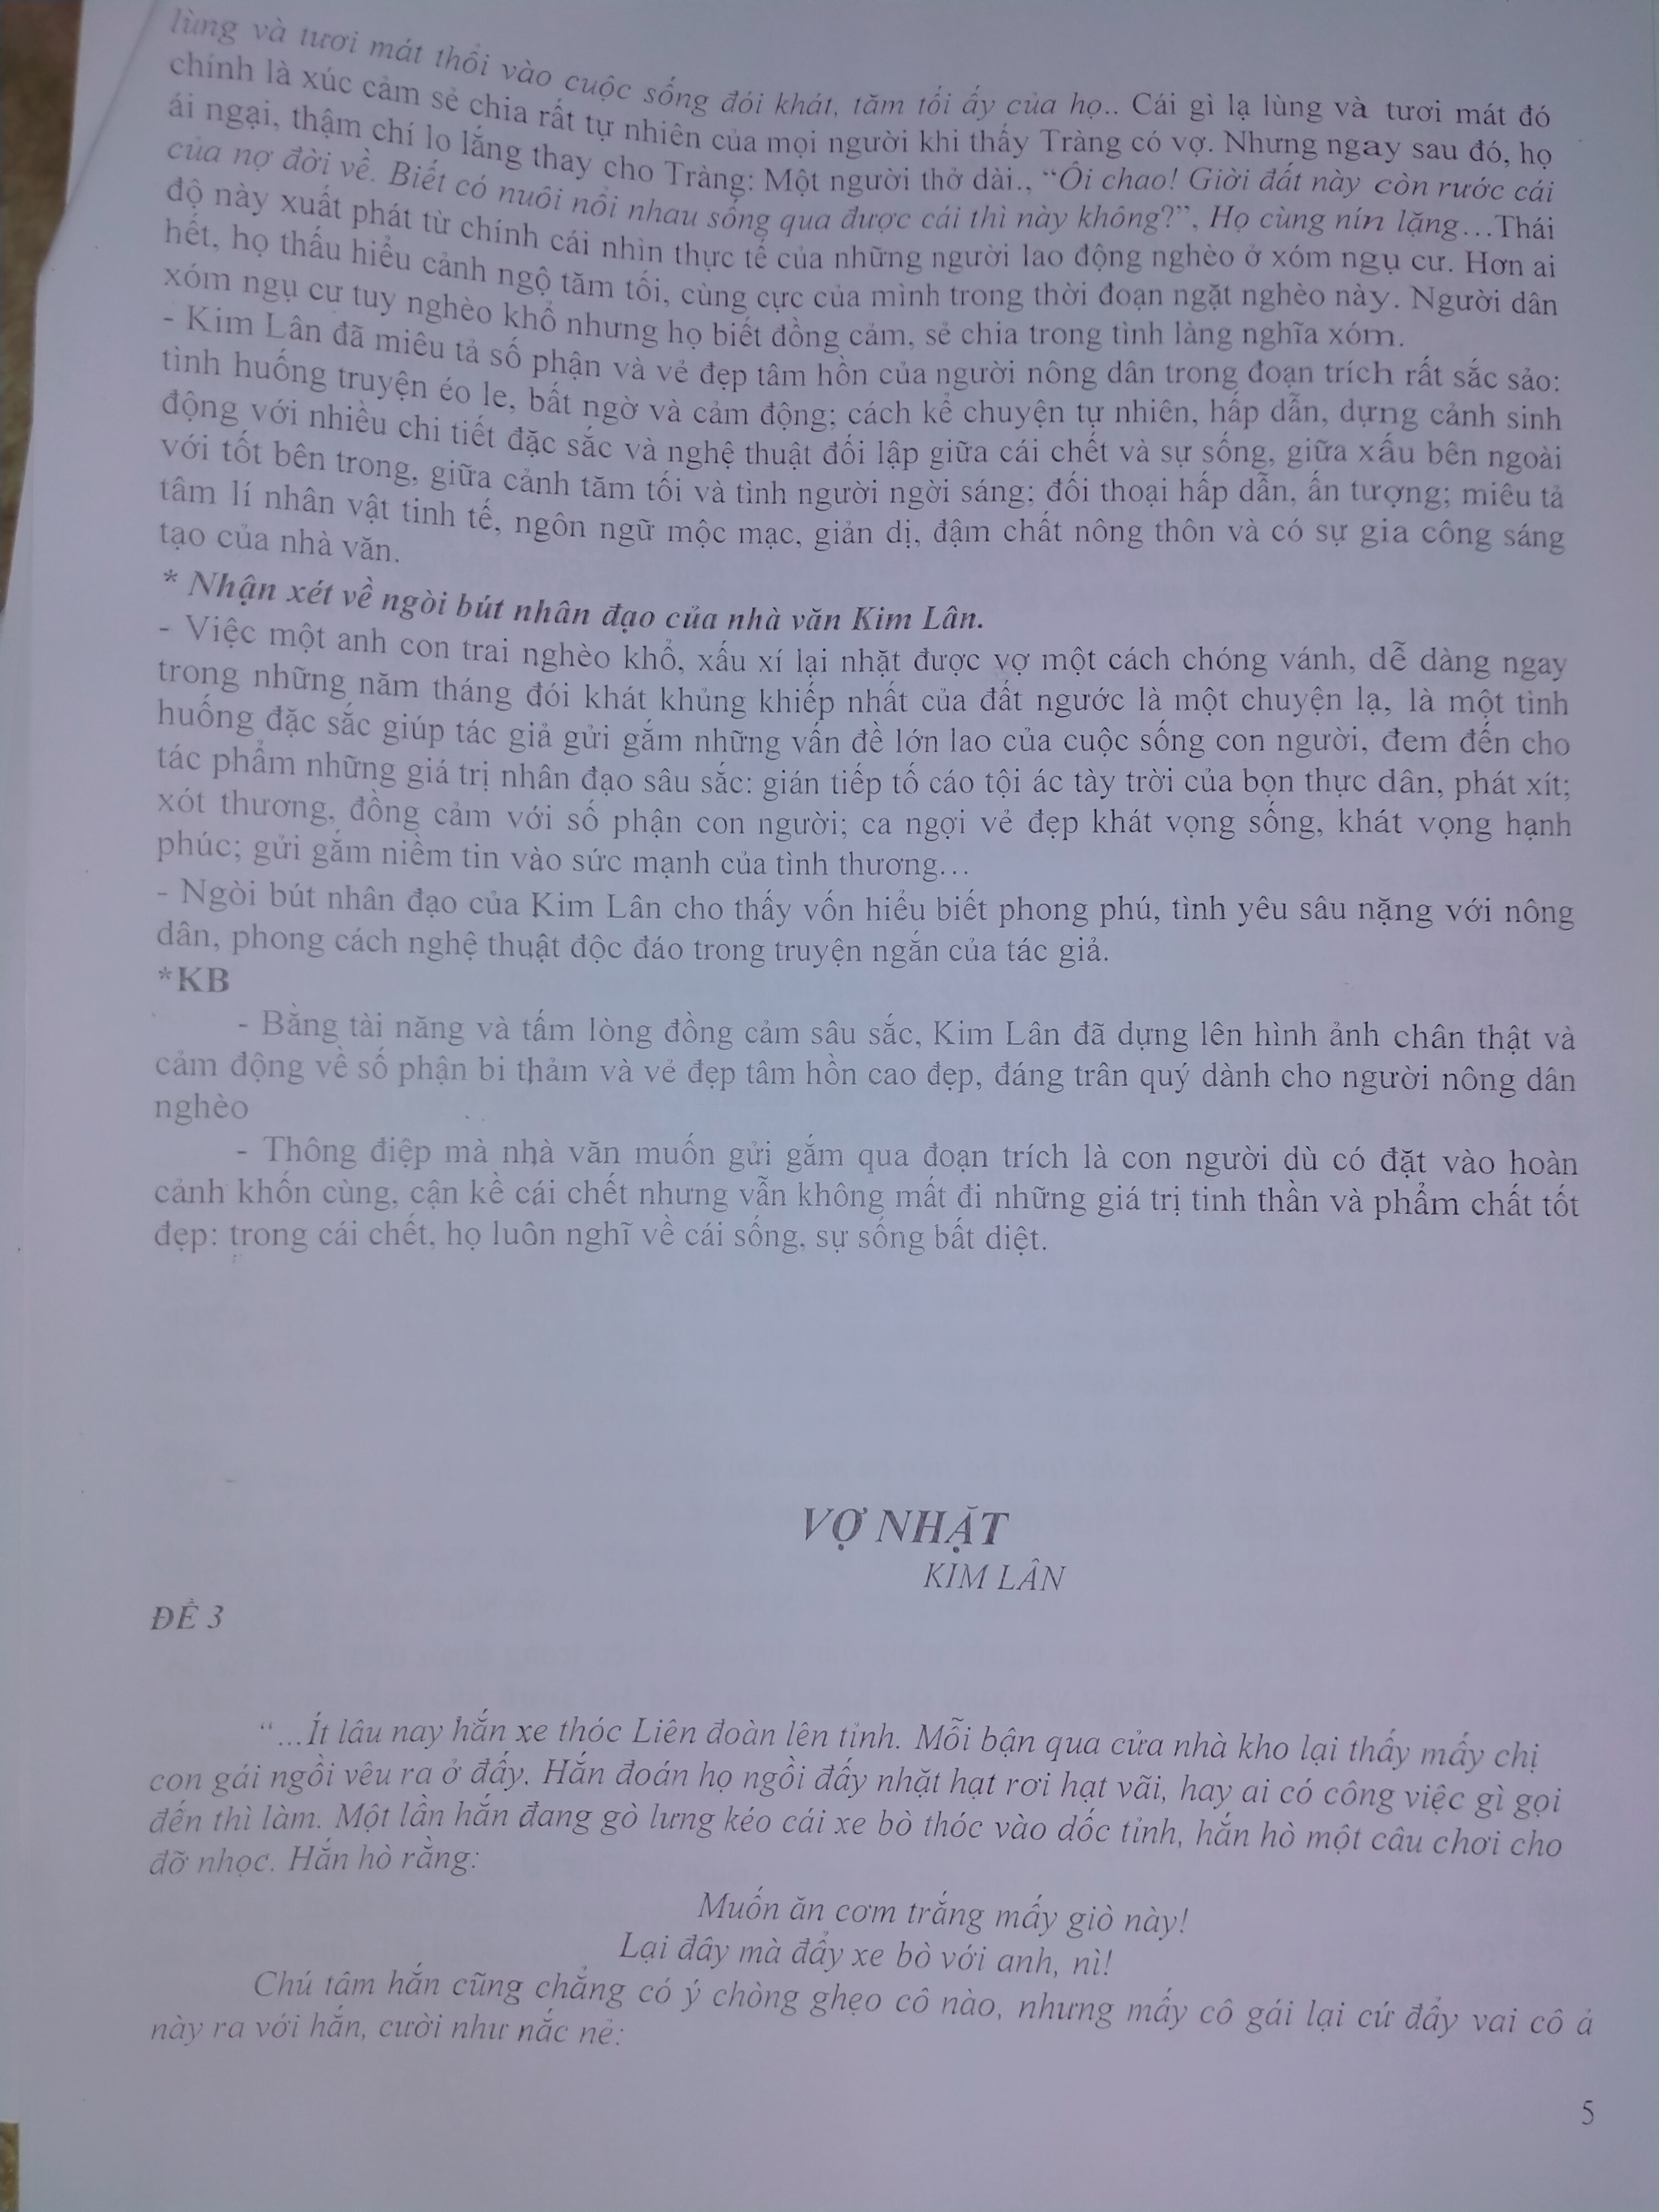 lùng và tươi mát thổi vào cuộc sống đói khát, tăm tối ấy của họ.. Cái gì lạ lùng và tươi mát đó
chính là xúc cảm sẻ chia rất tự nhiên của mọi người khi thấy Tràng có vợ. Nhưng ngay sau đó, họ
ái ngại, thậm chí lo lắng thay cho Tràng: Một người thở dài., “Ôi chao! Giời đất này còn rước cái
của nợ đời về. Biết có nuôi nổi nhau sống qua được cái thì này không?”, Họ cùng nín lặng…Thái
độ này xuất phát từ chính cái nhìn thực tế của những người lao động nghèo ở xóm ngụ cư. Hơn ai
hết, họ thấu hiểu cảnh ngộ tăm tối, cùng cực của mình trong thời đoạn ngặt nghèo này. Người dân
xóm ngụ cư tuy nghèo khổ nhưng họ biết đồng cảm, sẻ chia trong tình làng nghĩa xóm.
- Kim Lân đã miêu tả số phận và vẻ đẹp tâm hồn của người nông dân trong đoạn trích rất sắc sảo:
tình huống truyện éo le, bất ngờ và cảm động; cách kể chuyện tự nhiên, hấp dẫn, dựng cảnh sinh
động với nhiều chi tiết đặc sắc và nghệ thuật đối lập giữa cái chết và sự sống, giữa xấu bên ngoài
với tốt bên trong, giữa cảnh tăm tối và tình người ngời sáng; đối thoại hấp dẫn, ấn tượng; miêu tả
tâm lí nhân vật tinh tế, ngôn ngữ mộc mạc, giản dị, đậm chất nông thôn và có sự gia công sáng
tạo của nhà văn.
* Nhận xét về ngòi bút nhân đạo của nhà văn Kim Lân.
- Việc một anh con trai nghèo khổ, xấu xí lại nhặt được vợ một cách chóng vánh, dễ dàng ngay
trong những năm tháng đói khát khủng khiếp nhất của đất ngước là một chuyện lạ, là một tình
huống đặc sắc giúp tác giả gửi gắm những vấn đề lớn lao của cuộc sống con người, đem đến cho
tác phẩm những giá trị nhân đạo sâu sắc: gián tiếp tố cáo tội ác tày trời của bọn thực dân, phát xít;
xót thương, đồng cảm với số phận con người; ca ngợi vẻ đẹp khát vọng sống, khát vọng hạnh
phúc; gửi gắm niềm tin vào sức mạnh của tình thương…
- Ngòi bút nhân đạo của Kim Lân cho thấy vốn hiểu biết phong phú, tình yêu sâu nặng với nông
dân, phong cách nghệ thuật độc đáo trong truyện ngắn của tác giả.
*KB
- Bằng tài năng và tấm lòng đồng cảm sâu sắc, Kim Lân đã dựng lên hình ảnh chân thật và
cảm động về số phận bi thảm và vẻ đẹp tâm hồn cao đẹp, đáng trân quý dành cho người nông dân
nghèo
- Thông điệp mà nhà văn muốn gửi gắm qua đoạn trích là con người dù có đặt vào hoàn
cảnh khốn cùng, cận kề cái chết nhưng vẫn không mất đi những giá trị tinh thần và phẩm chất tốt
đẹp: trong cái chết, họ luôn nghĩ về cái sống, sự sống bất diệt.
VỢ NHẶT
KIM LÂN
ĐỀ 3
“…Ít lâu nay hắn xe thóc Liên đoàn lên tỉnh. Mỗi bận qua cửa nhà kho lại thấy mấy chị
con gái ngồi vêu ra ở đấy. Hắn đoán họ ngồi đấy nhặt hạt rơi hạt vãi, hay ai có công việc gì gọi
đến thì làm. Một lần hắn đang gò lưng kéo cái xe bò thóc vào dốc tỉnh, hắn hò một câu chơi cho
đỡ nhọc. Hắn hò rằng:
Muốn ăn cơm trắng mấy giò này!
Lại đây mà đẩy xe bò với anh, nì!
Chú tâm hắn cũng chẳng có ý chòng ghẹo cô nào, nhưng mấy cô gái lại cứ đẩy vai cô ả
này ra với hắn, cười như nắc nẻ:
5